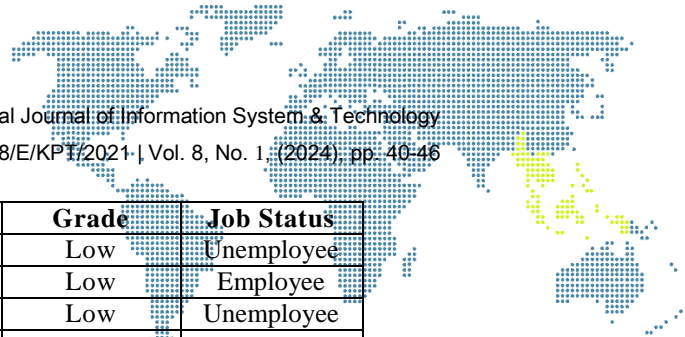 al Journal of Information System & Technology
8/E/KPT/2021 | Vol. 8, No. 1, (2024), pp. 40-46
Grade Job Status
Low Unemployee
Low Employee
Low Unemployee